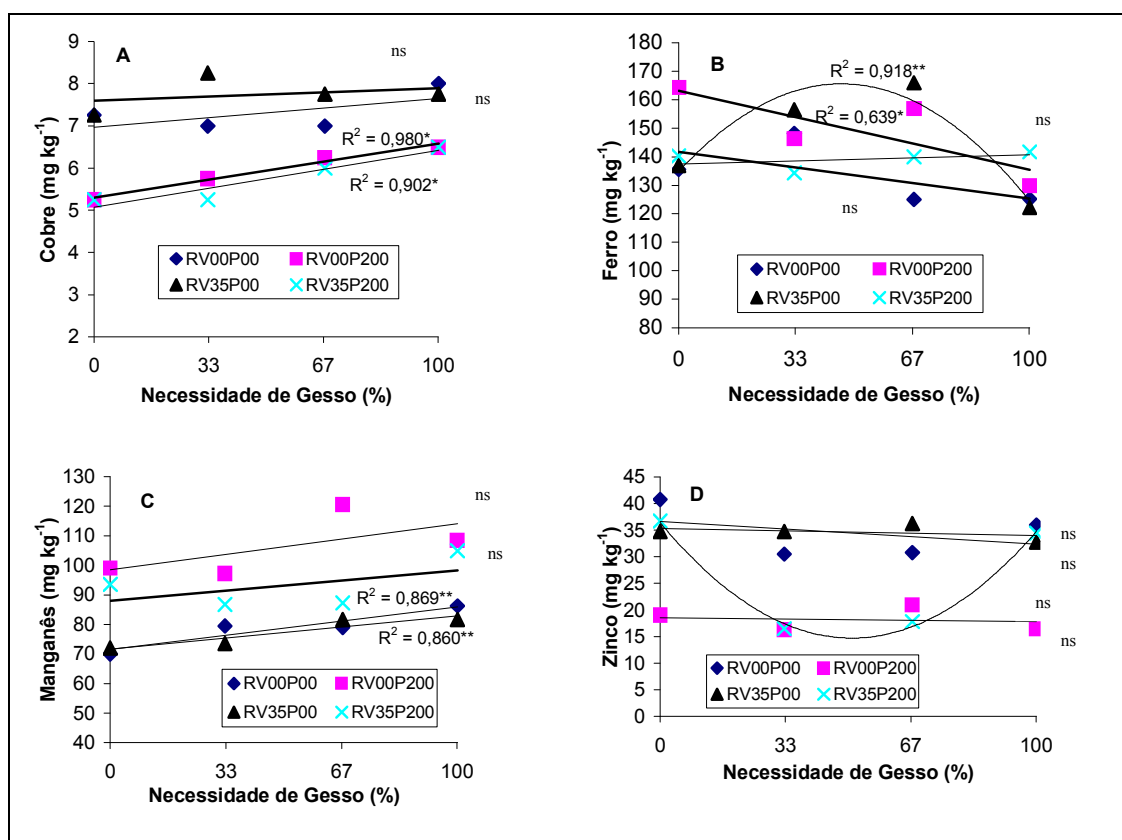 A
Cobre (mg kg⁻¹)
9
8
7
6
5
4
3
2
ns
ns
R² = 0,980*
R² = 0,902*
RV00P00 RV00P200
RV35P00 RV35P200
0 33 67 100
Necessidade de Gesso (%)
B
Ferro (mg kg⁻¹)
170
160
150
140
130
120
110
100
90
80
R² = 0,918**
R² = 0,639*
ns
ns
RV00P00 RV00P200
RV35P00 RV35P200
0 33 67 100
Necessidade de Gesso (%)
C
Manganês (mg kg⁻¹)
130
120
110
100
90
80
70
60
50
40
ns
ns
R² = 0,869**
R² = 0,860**
RV00P00 RV00P200
RV35P00 RV35P200
0 33 67 100
Necessidade de Gesso (%)
D
Zinco (mg kg⁻¹)
45
40
35
30
25
20
15
10
5
0
ns
ns
ns
ns
RV00P00 RV00P200
RV35P00 RV35P200
0 33 67 100
Necessidade de Gesso (%)